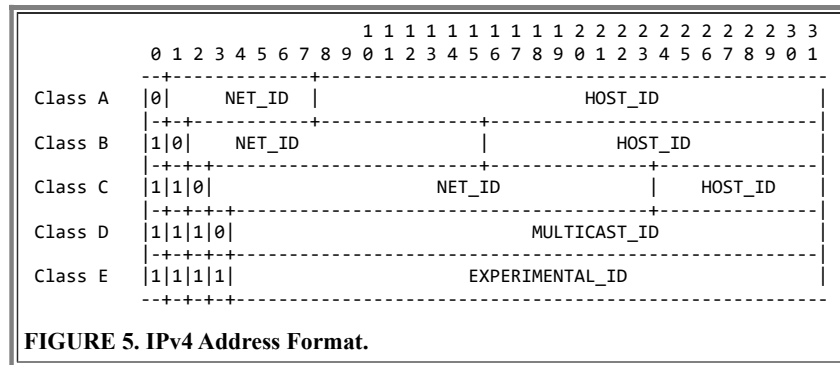 1 1 1 1 1 1 1 1 1 1 2 2 2 2 2 2 2 2 2 2 3 3
0 1 2 3 4 5 6 7 8 9 0 1 2 3 4 5 6 7 8 9 0 1 2 3 4 5 6 7 8 9 0 1
--+-------------+-----------------------------------------------
Class A |0| NET_ID | HOST_ID |
|-+-+-----------+---------------+-------------------------------|
Class B |1|0| NET_ID | HOST_ID |
|-+-+-+-------------------------+---------------+---------------|
Class C |1|1|0| NET_ID | HOST_ID |
|-+-+-+-+---------------------------------------+---------------|
Class D |1|1|1|0| MULTICAST_ID |
|-+-+-+-+-------------------------------------------------------|
Class E |1|1|1|1| EXPERIMENTAL_ID |
--+-+-+-+--------------------------------------------------------
FIGURE 5. IPv4 Address Format.